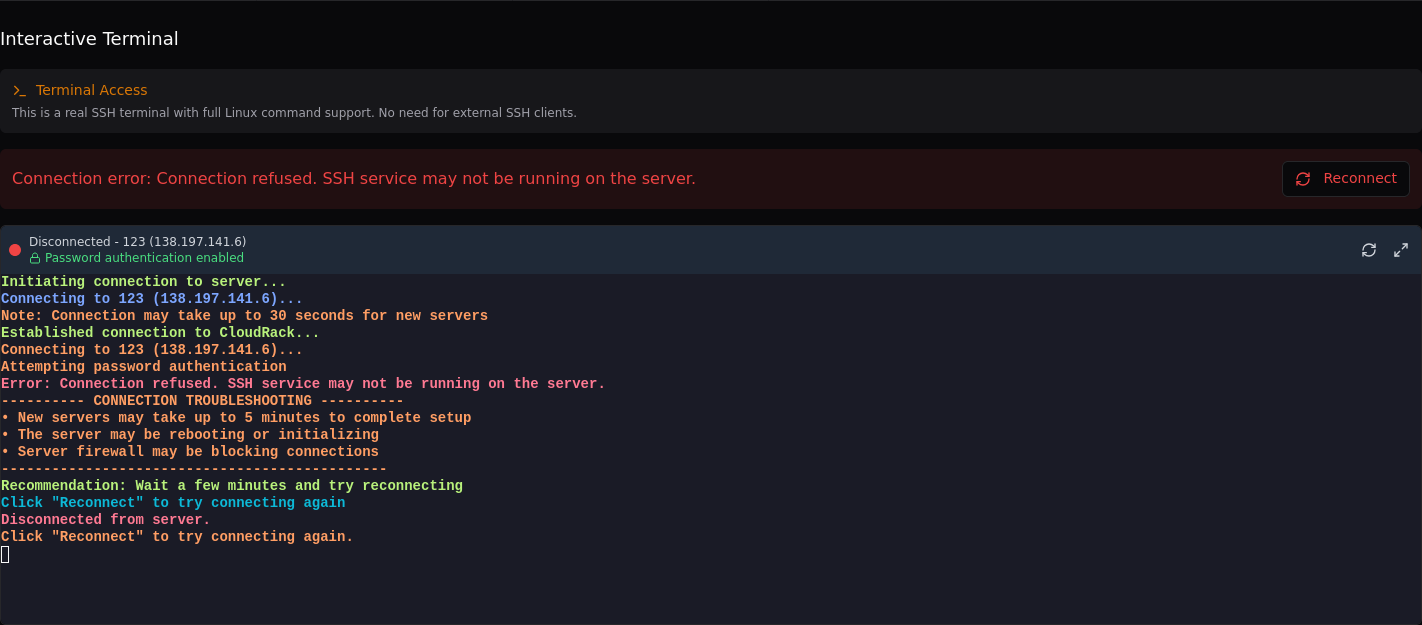 Interactive Terminal
Terminal Access
This is a real SSH terminal with full Linux command support. No need for external SSH clients.
Connection error: Connection refused. SSH service may not be running on the server.
Reconnect
Disconnected - 123 (138.197.141.6)
Password authentication enabled
Initiating connection to server...
Connecting to 123 (138.197.141.6)...
Note: Connection may take up to 30 seconds for new servers
Established connection to CloudRack...
Connecting to 123 (138.197.141.6)...
Attempting password authentication
Error: Connection refused. SSH service may not be running on the server.
---------- CONNECTION TROUBLESHOOTING ----------
• New servers may take up to 5 minutes to complete setup
• The server may be rebooting or initializing
• Server firewall may be blocking connections
----------------------------------------------
Recommendation: Wait a few minutes and try reconnecting
Click "Reconnect" to try connecting again
Disconnected from server.
Click "Reconnect" to try connecting again.